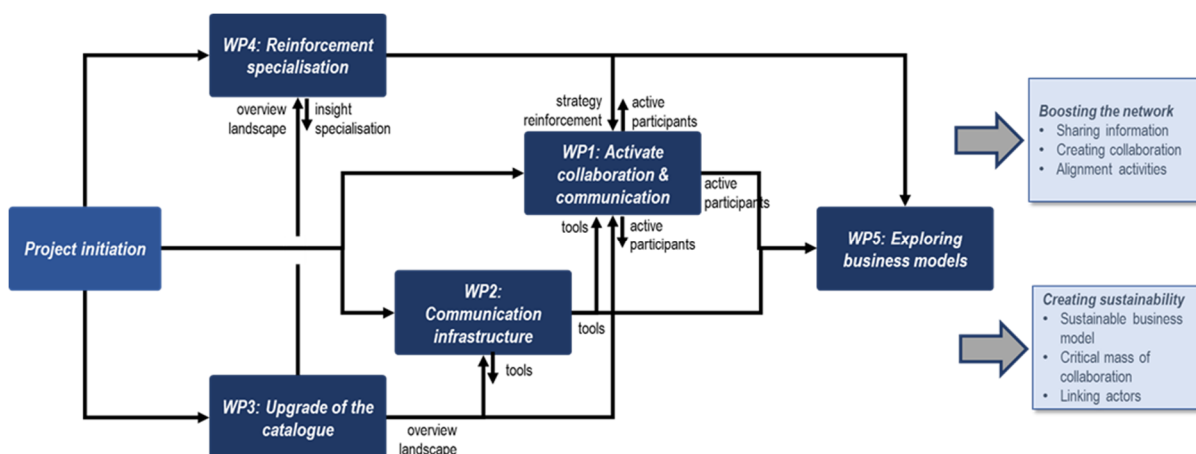 WP4: Reinforcement
specialisation
overview
landscape
insight
specialisation
strategy
reinforcement
active
participants
Boosting the network
• Sharing information
• Creating collaboration
• Alignment activities
WP1: Activate
collaboration &
communication
active
participants
tools
active
participants
Project initiation
WP5: Exploring
business models
WP2:
Communication
infrastructure
tools
tools
Creating sustainability
• Sustainable business
model
• Critical mass of
collaboration
• Linking actors
WP3: Upgrade of the
catalogue
overview
landscape